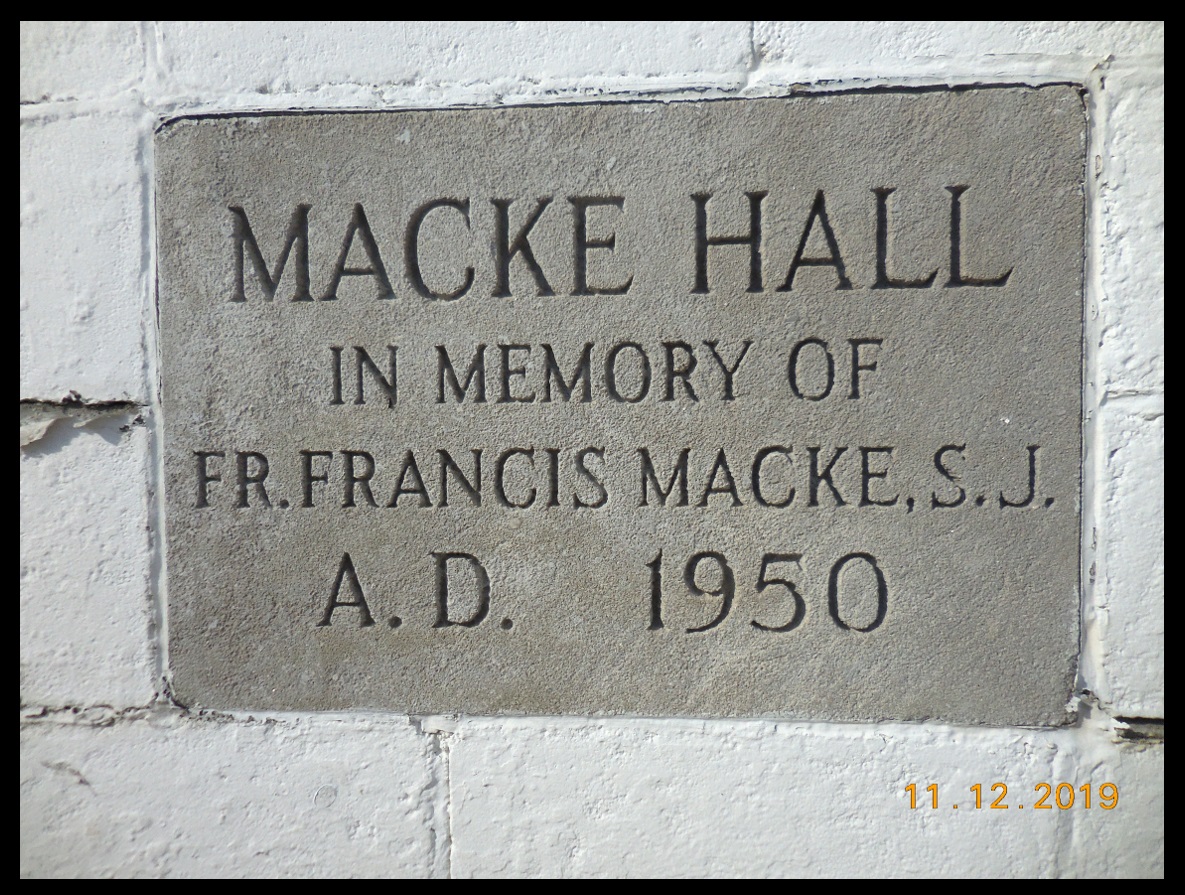 MACKE HALL
IN MEMORY OF
FR. FRANCIS MACKE, S. J.
A. D. 1950
11.12.2019